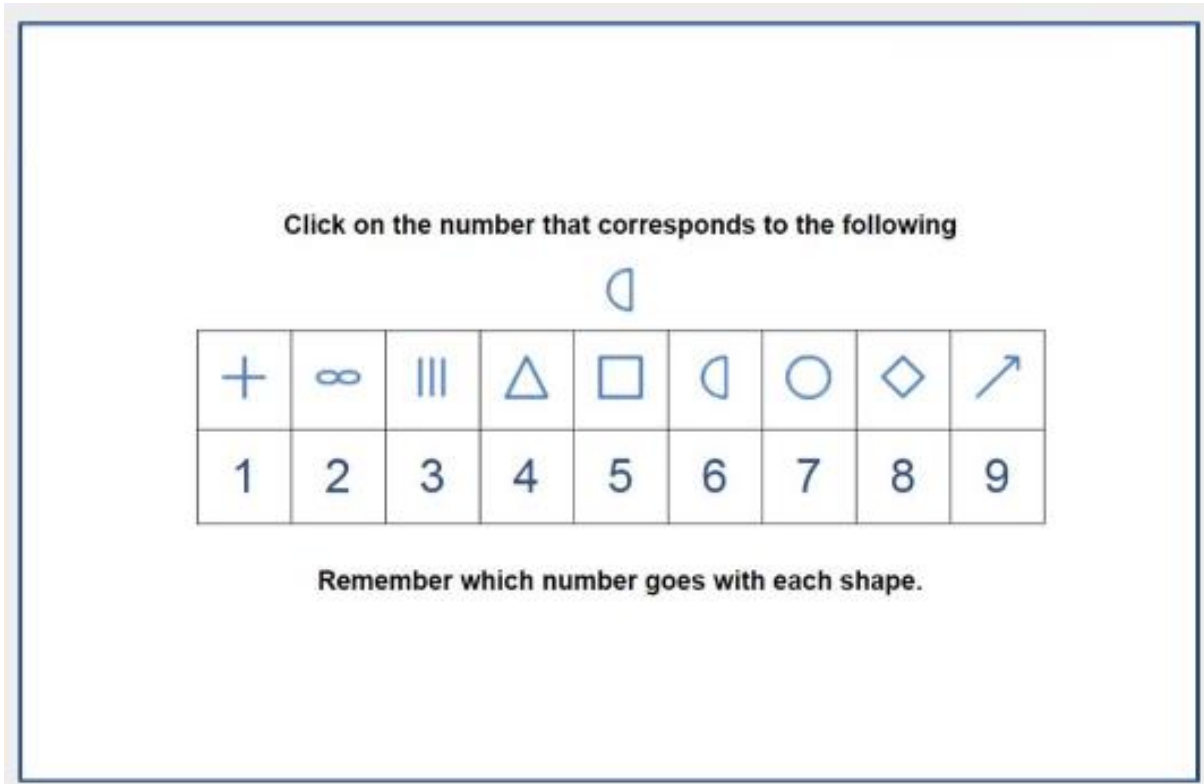 Click on the number that corresponds to the following
1 2 3 4 5 6 7 8 9
Remember which number goes with each shape.